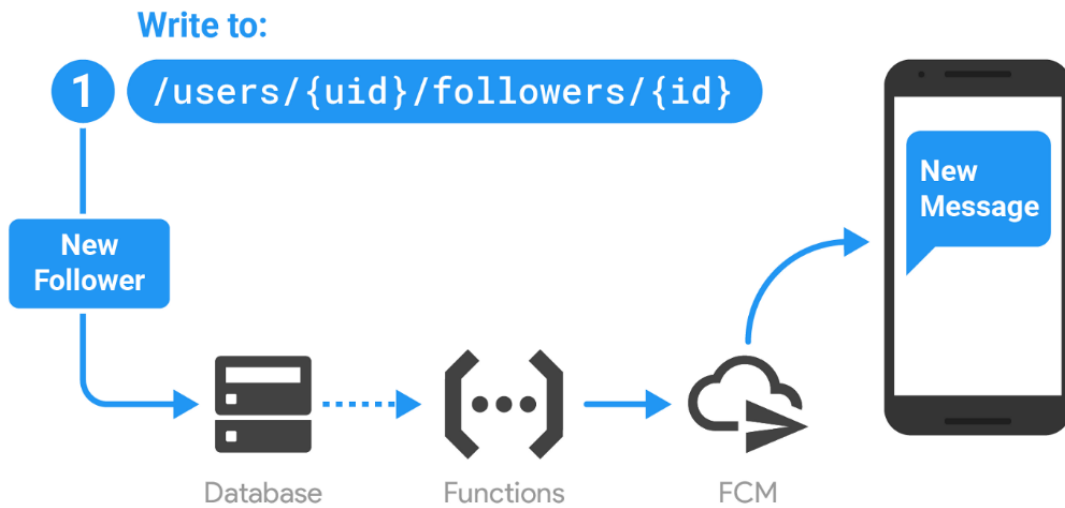 Write to:
1 /users/{uid}/followers/{id}
New
Follower
New
Message
Database
Functions
FCM